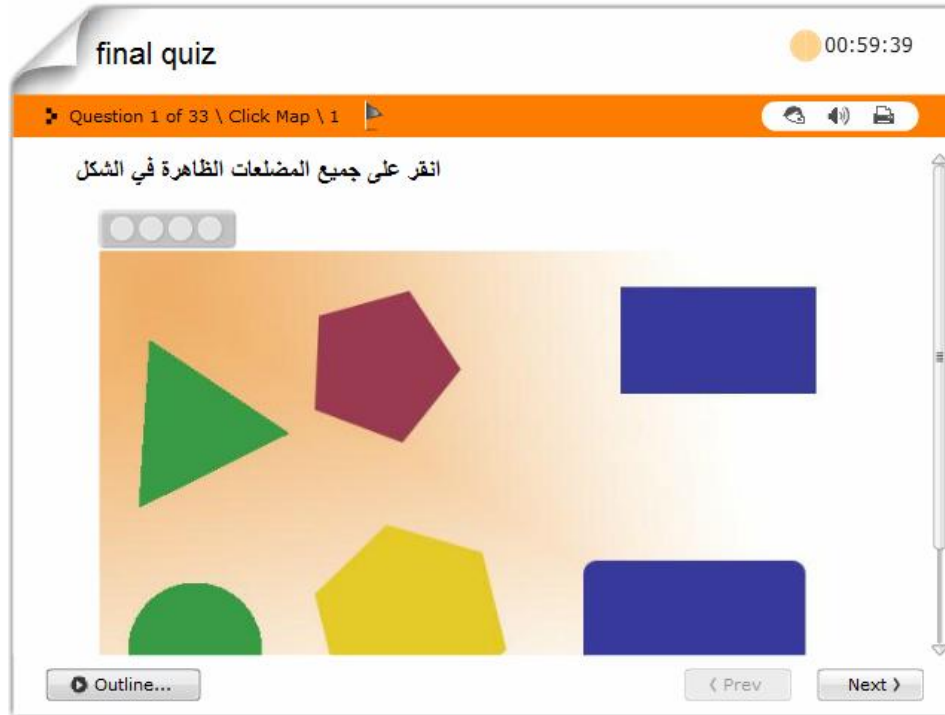 final quiz
00:59:39
Question 1 of 33 \ Click Map \ 1
انقر على جميع المضلعات الظاهرة في الشكل
Outline...
Prev
Next